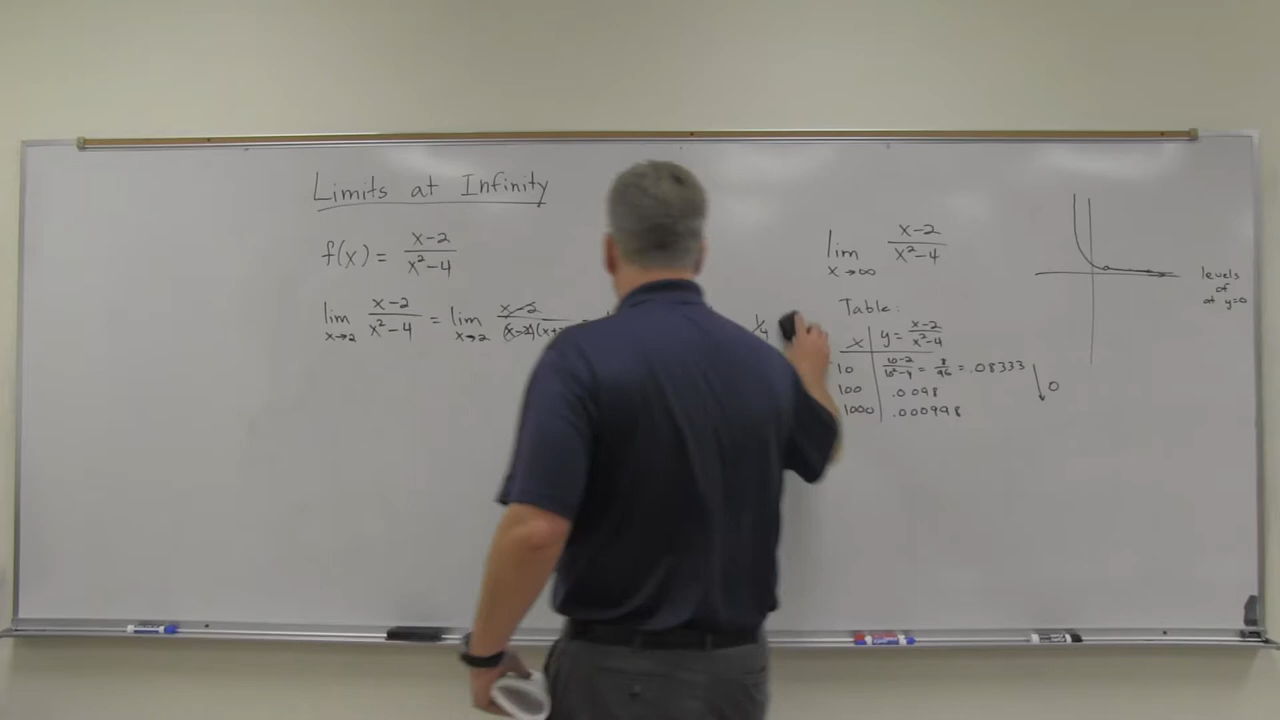 Limits at Infinity
f(x) = x-2 / x²-4
lim x→2 x-2 / x²-4 = lim x→2 x-2 / (x-2)(x+ 1/4
lim x→∞ x-2 / x²-4
Table:
x y = x-2 / x²-4
10 10-2 / 10²-4 = 8/96 = .08333
100 .0098
1000 .000998
0
levels
of
at y=0